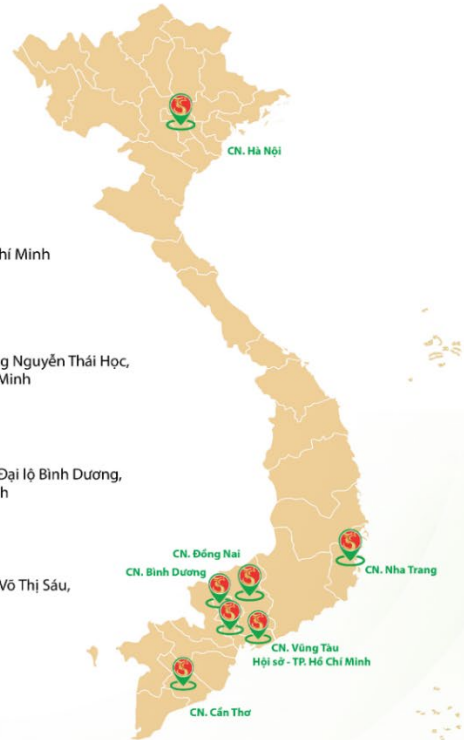 CN. Hà Nội
hí Minh
g Nguyễn Thái Học,
Minh
Đại lộ Bình Dương,
h
CN. Đồng Nai
CN. Bình Dương
CN. Nha Trang
Võ Thị Sáu,
CN. Vũng Tàu
Hội sở - TP. Hồ Chí Minh
CN. Cần Thơ